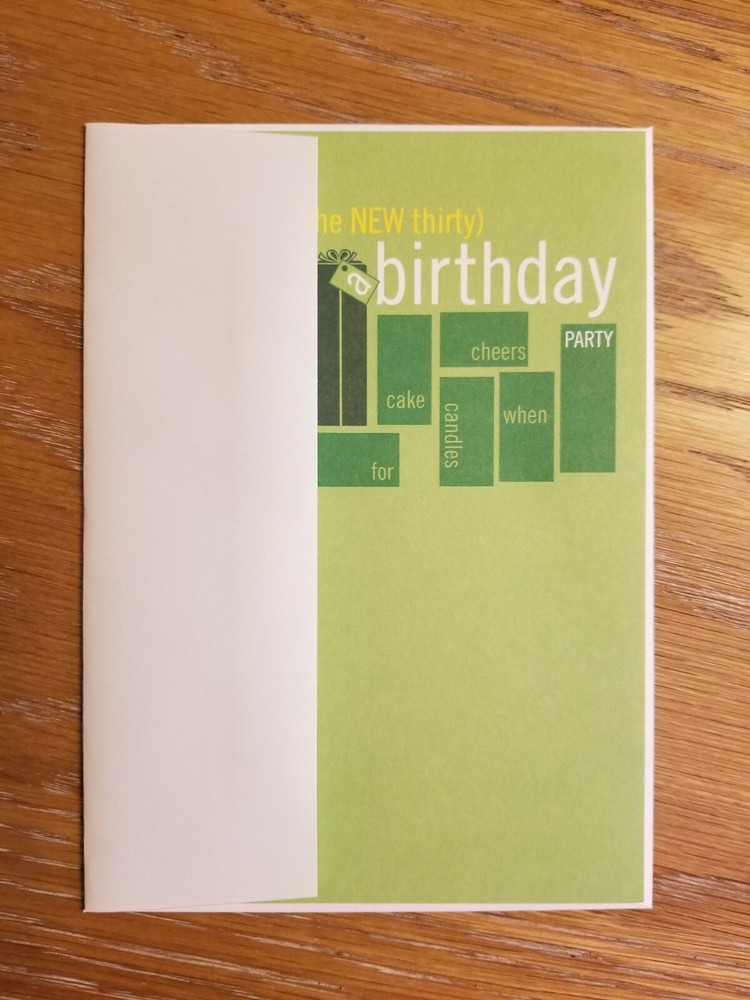 he NEW thirty)
a birthday
cheers
PARTY
cake
candles
when
for